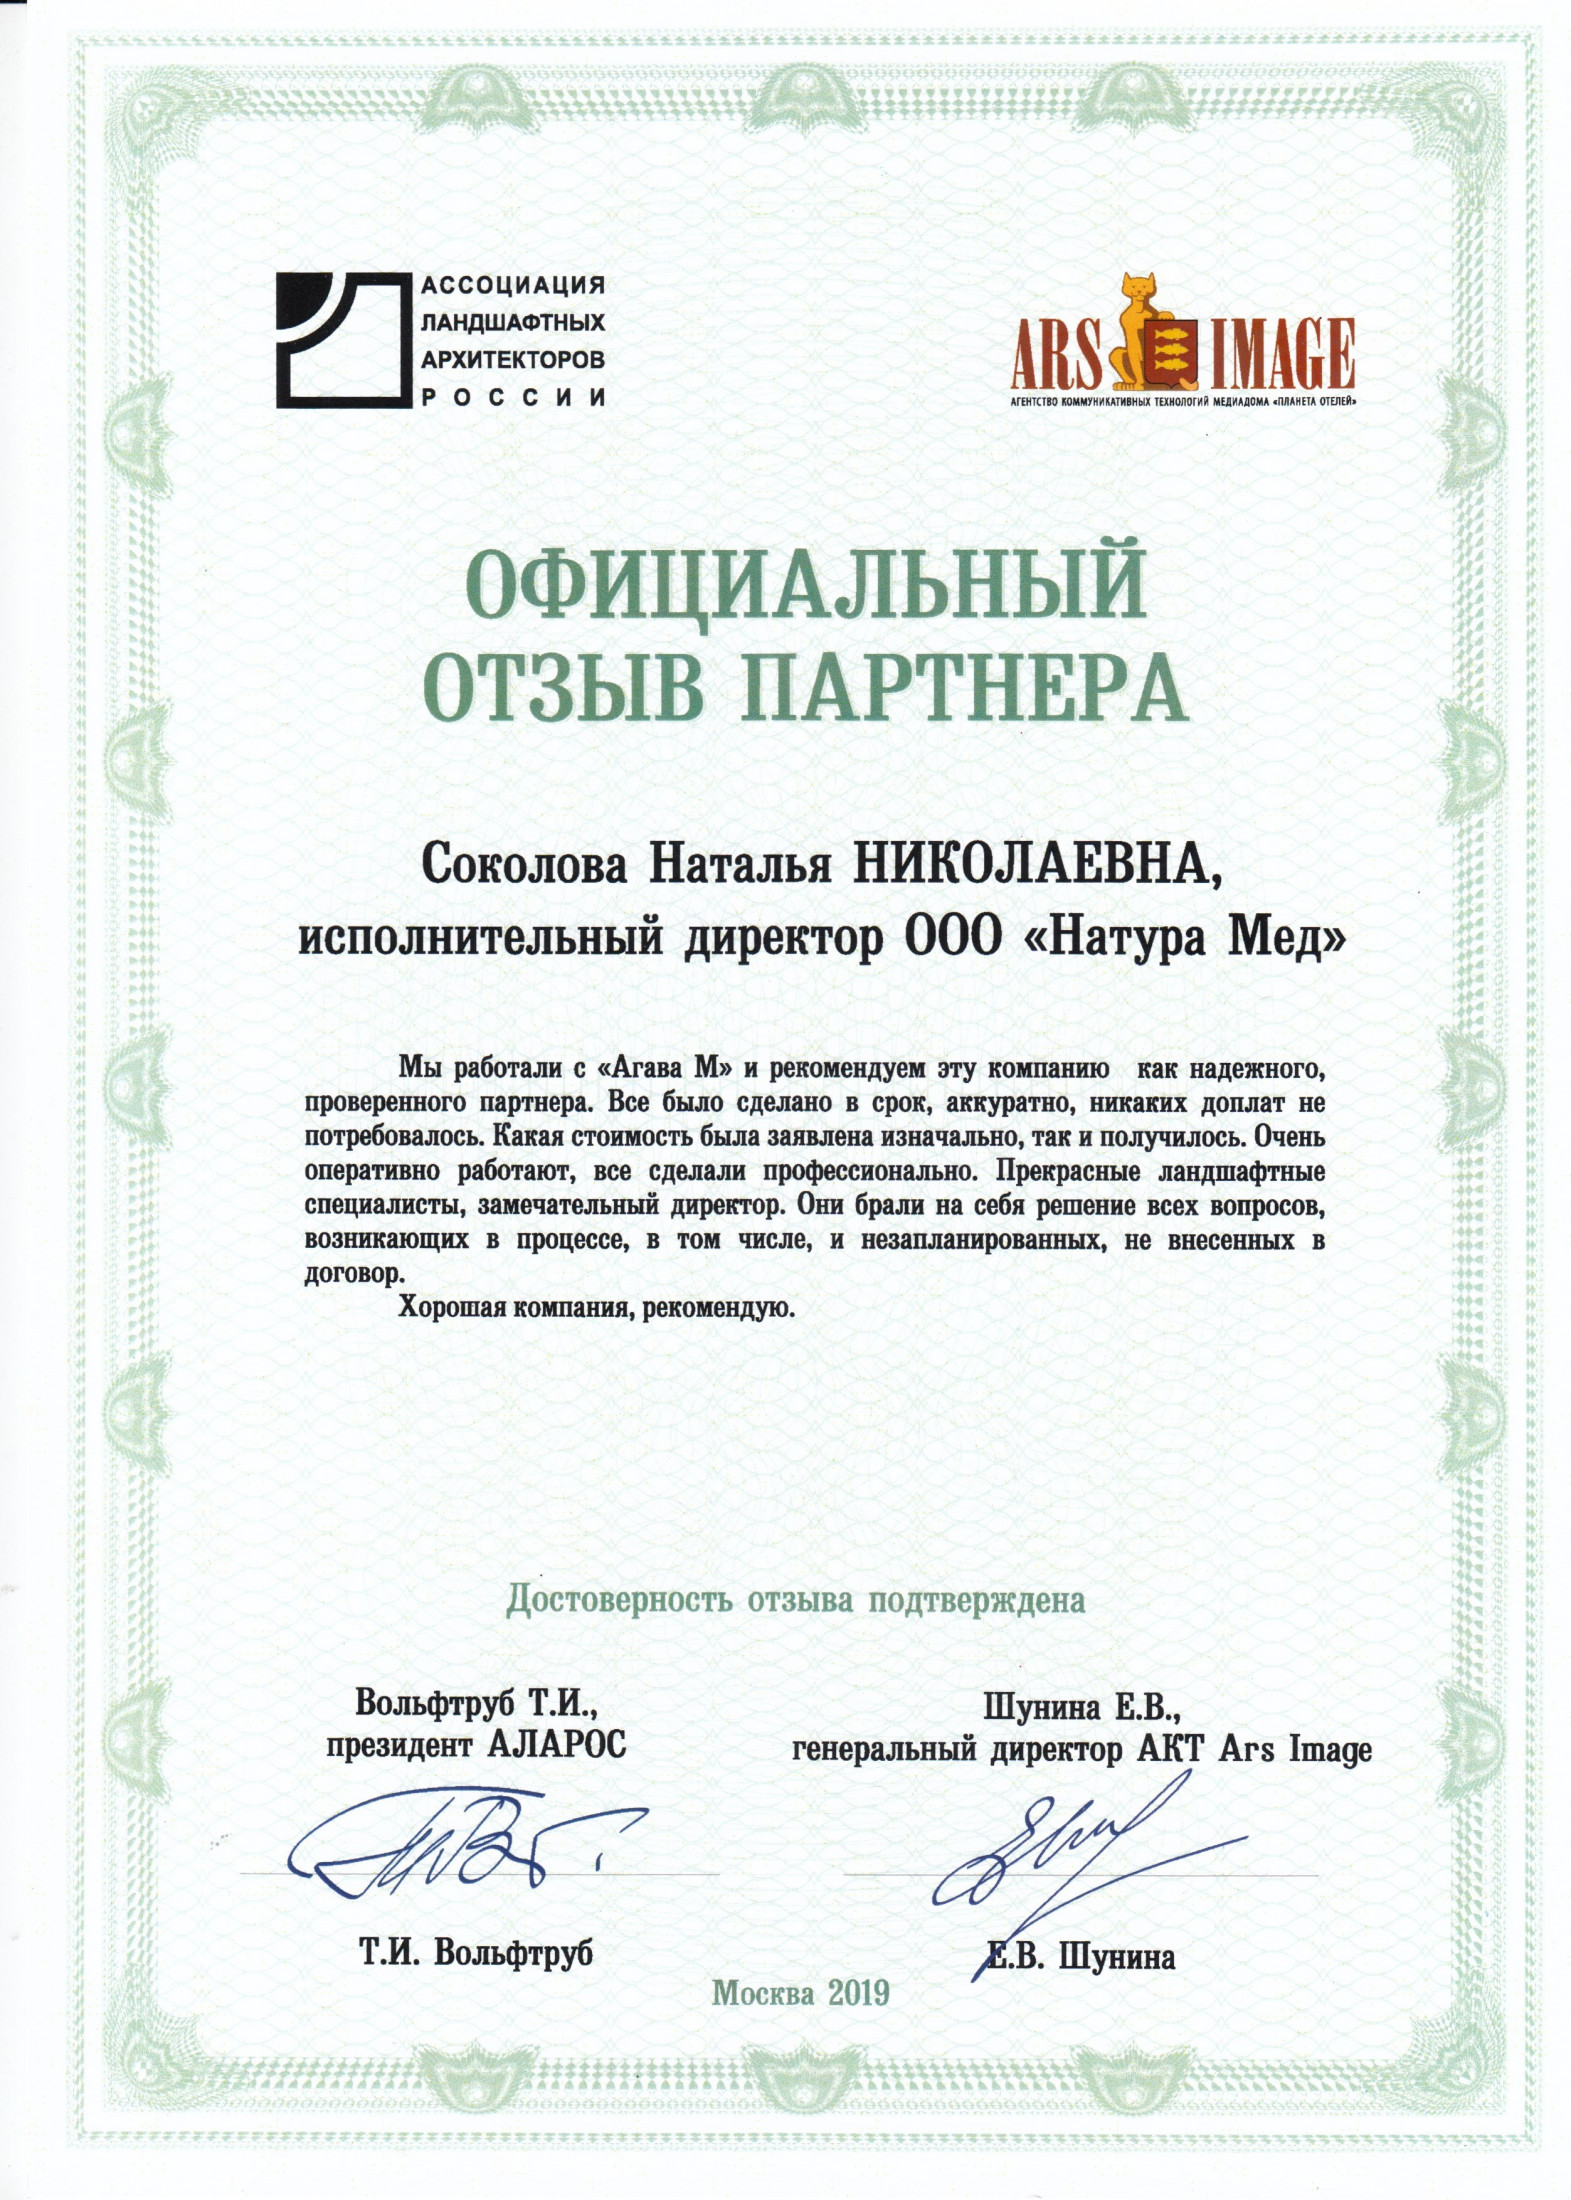 АССОЦИАЦИЯ
ЛАНДШАФТНЫХ
АРХИТЕКТОРОВ
РОССИИ
ARS IMAGE
АГЕНТСТВО КОММУНИКАТИВНЫХ ТЕХНОЛОГИЙ МЕДИАДОМА «ПЛАНЕТА ОТЕЛЕЙ»
ОФИЦИАЛЬНЫЙ
ОТЗЫВ ПАРТНЕРА
Соколова Наталья НИКОЛАЕВНА,
исполнительный директор ООО «Натура Мед»
Мы работали с «Агава М» и рекомендуем эту компанию как надежного,
проверенного партнера. Все было сделано в срок, аккуратно, никаких доплат не
потребовалось. Какая стоимость была заявлена изначально, так и получилось. Очень
оперативно работают, все сделали профессионально. Прекрасные ландшафтные
специалисты, замечательный директор. Они брали на себя решение всех вопросов,
возникающих в процессе, в том числе, и незапланированных, не внесенных в
договор.
Хорошая компания, рекомендую.
Достоверность отзыва подтверждена
Вольфтруб Т.И.,
президент АЛАРОС
Шунина Е.В.,
генеральный директор АКТ Ars Image
Т.И. Вольфтруб
Е.В. Шунина
Москва 2019